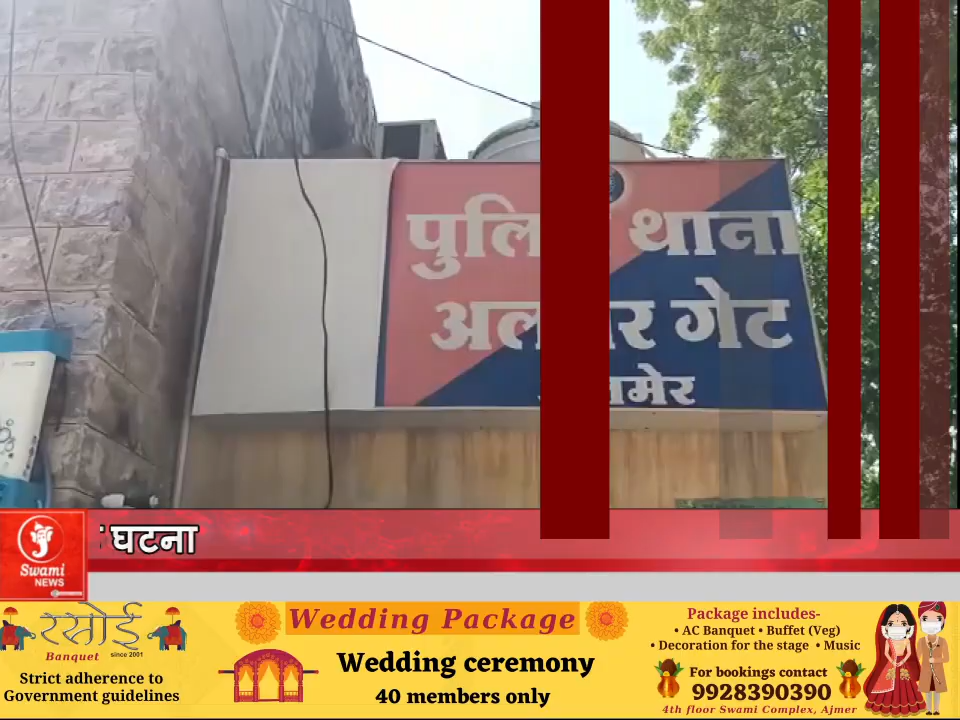 पुलि थाना
अल र गेट
मेर
घटना
Swami
NEWS
रसोई
Banquet since 2001
Strict adherence to
Government guidelines
Wedding Package
Wedding ceremony
40 members only
Package includes-
• AC Banquet • Buffet (Veg)
• Decoration for the stage • Music
For bookings contact
9928390390
4th floor Swami Complex, Ajmer